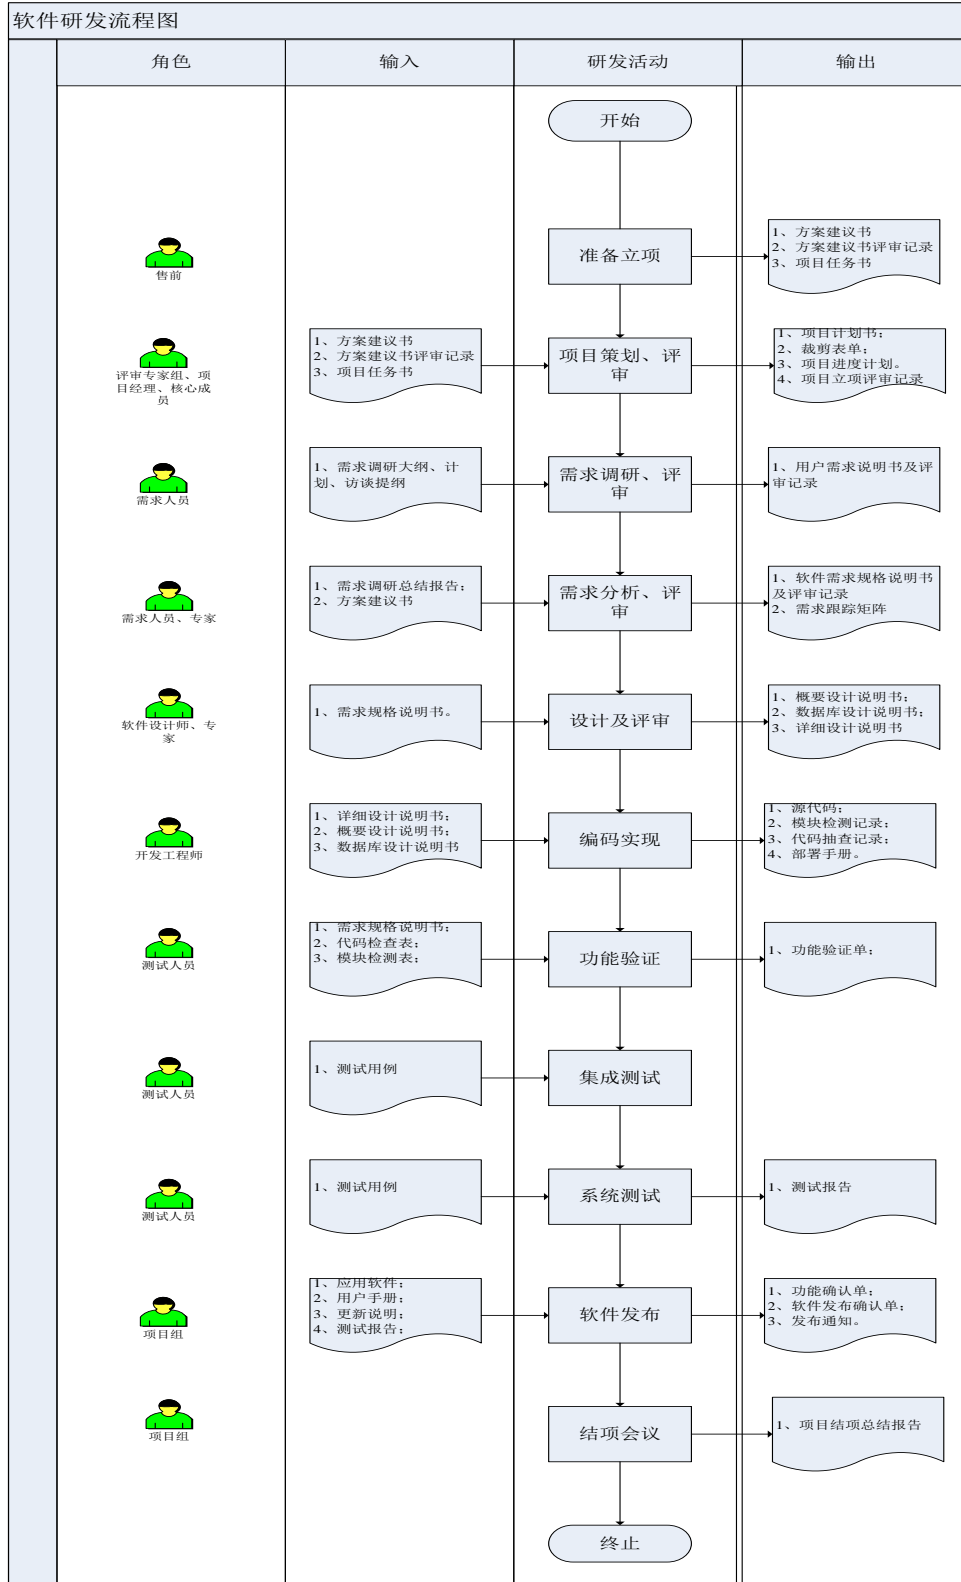 软件研发流程图
角色
输入
研发活动
输出
开始
售前
准备立项
1、方案建议书
2、方案建议书评审记录
3、项目任务书
评审专家组、项
目经理、核心成
员
1、方案建议书
2、方案建议书评审记录
3、项目任务书
项目策划、评
审
1、项目计划书;
2、裁剪表单;
3、项目进度计划。
4、项目立项评审记录
需求人员
1、需求调研大纲、计
划、访谈提纲
需求调研、评
审
1、用户需求说明书及评
审记录
需求人员、专家
1、需求调研总结报告;
2、方案建议书
需求分析、评
审
1、软件需求规格说明书
及评审记录
2、需求跟踪矩阵
软件设计师、专
家
1、需求规格说明书。
设计及评审
1、概要设计说明书;
2、数据库设计说明书;
3、详细设计说明书
开发工程师
1、详细设计说明书;
2、概要设计说明书;
3、数据库设计说明书
编码实现
1、源代码;
2、模块检测记录;
3、代码抽查记录;
4、部署手册。
测试人员
1、需求规格说明书;
2、代码检查表;
3、模块检测表;
功能验证
1、功能验证单;
测试人员
1、测试用例
集成测试
测试人员
1、测试用例
系统测试
1、测试报告
项目组
1、应用软件;
2、用户手册;
3、更新说明;
4、测试报告;
软件发布
1、功能确认单;
2、软件发布确认单;
3、发布通知。
项目组
结项会议
1、项目结项总结报告
终止